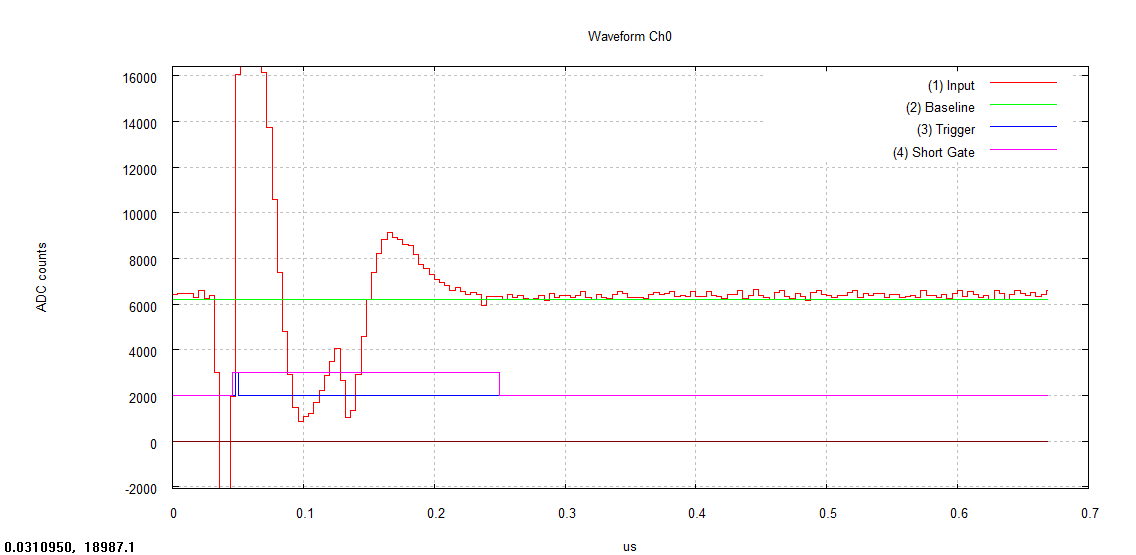 Waveform Ch0
16000
14000
12000
10000
8000
6000
4000
2000
0
-2000
ADC counts
(1) Input
(2) Baseline
(3) Trigger
(4) Short Gate
0 0.1 0.2 0.3 0.4 0.5 0.6 0.7
us
0.0310950, 18987.1